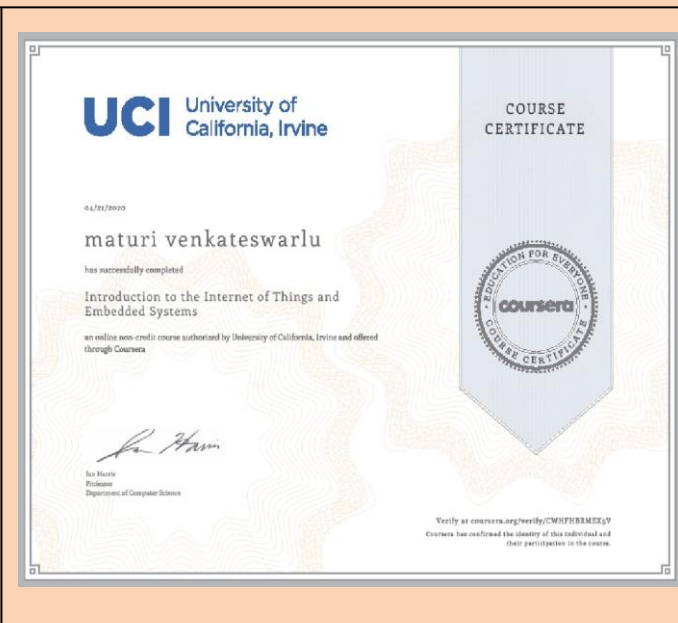 UCI University of
California, Irvine
COURSE
CERTIFICATE
04/21/2020
maturi venkateswarlu
has successfully completed
Introduction to the Internet of Things and
Embedded Systems
an online non-credit course authorized by University of California, Irvine and offered
through Coursera
EDUCATION FOR EVERYONE
coursera
COURSE CERTIFICATE
Ian Harris
Ian Harris
Professor
Department of Computer Science
Verify at coursera.org/verify/CWHFHBRMEX5V
Coursera has confirmed the identity of this individual and
their participation in the course.